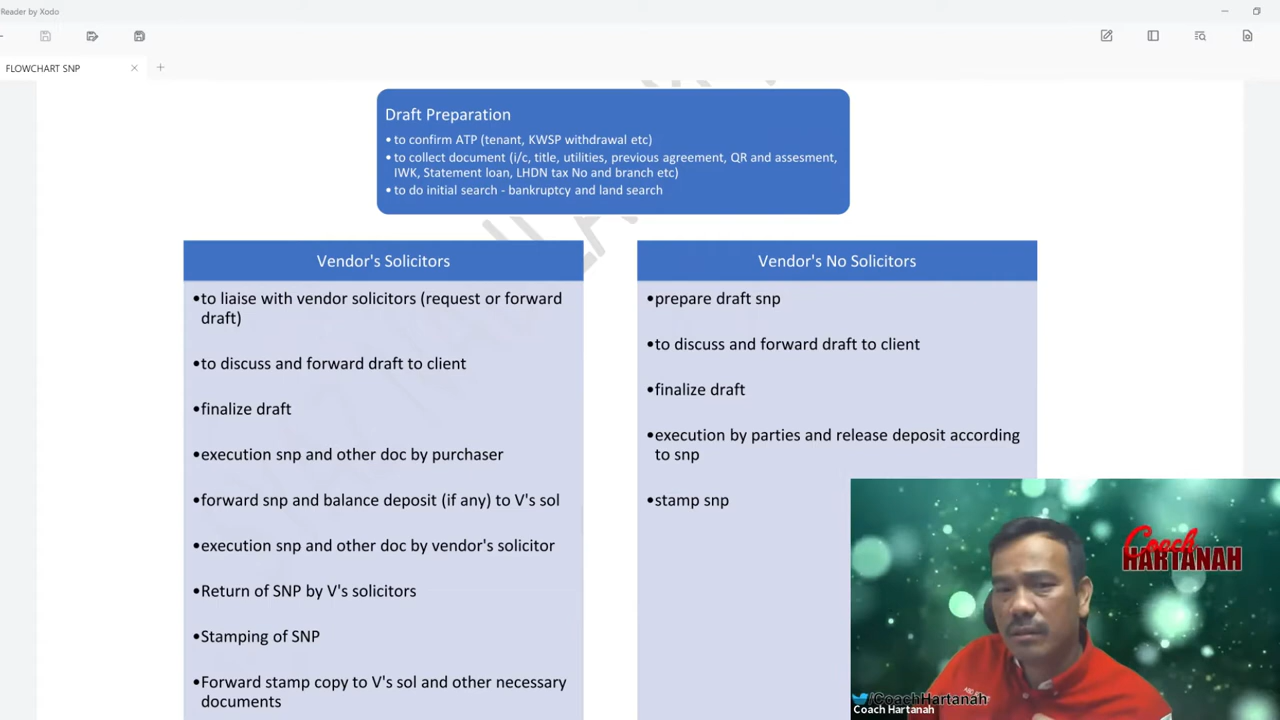 Reader by Xodo
FLOWCHART SNP
Draft Preparation
• to confirm ATP (tenant, KWSP withdrawal etc)
• to collect document (i/c, title, utilities, previous agreement, QR and assesment,
IWK, Statement loan, LHDN tax No and branch etc)
• to do initial search - bankruptcy and land search
Vendor's Solicitors
•to liaise with vendor solicitors (request or forward
draft)
•to discuss and forward draft to client
•finalize draft
•execution snp and other doc by purchaser
•forward snp and balance deposit (if any) to V's sol
•execution snp and other doc by vendor's solicitor
•Return of SNP by V's solicitors
•Stamping of SNP
•Forward stamp copy to V's sol and other necessary
documents
Vendor's No Solicitors
•prepare draft snp
•to discuss and forward draft to client
•finalize draft
•execution by parties and release deposit according
to snp
•stamp snp
Coach
HARTANAH
/CoachHartanah
Coach Hartanah